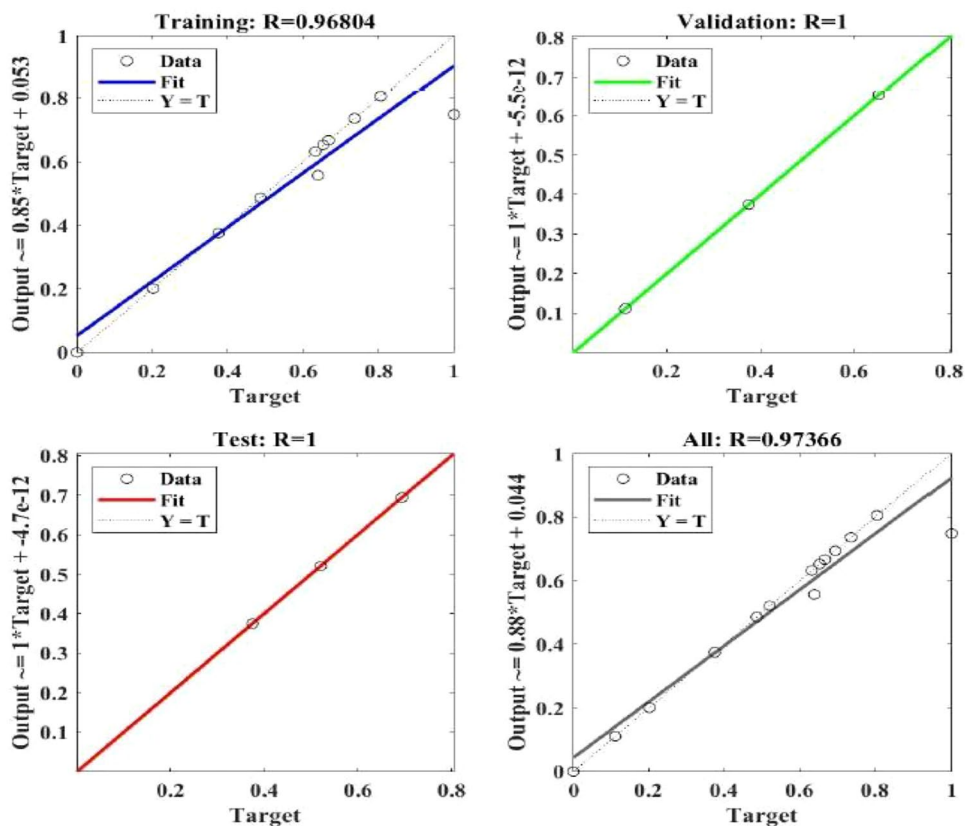 Training: R=0.96804
Output ~= 0.85*Target + 0.053
1
0.8
0.6
0.4
0.2
0
Data
Fit
Y = T
0 0.2 0.4 0.6 0.8 1
Target
Validation: R=1
Output ~= 1*Target + -5.5e-12
0.8
0.7
0.6
0.5
0.4
0.3
0.2
0.1
Data
Fit
Y = T
0.2 0.4 0.6 0.8
Target
Test: R=1
Output ~= 1*Target + -4.7e-12
0.8
0.7
0.6
0.5
0.4
0.3
0.2
0.1
Data
Fit
Y = T
0.2 0.4 0.6 0.8
Target
All: R=0.97366
Output ~= 0.88*Target + 0.044
1
0.8
0.6
0.4
0.2
0
Data
Fit
Y = T
0 0.2 0.4 0.6 0.8 1
Target